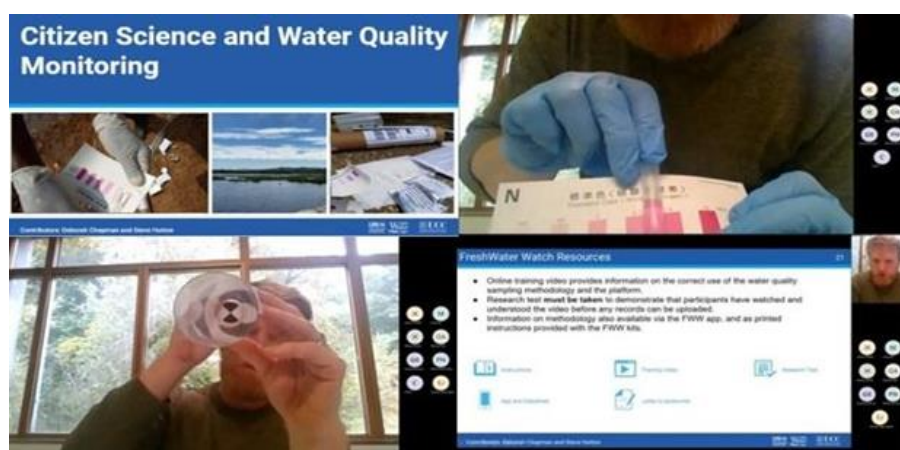 Citizen Science and Water Quality
Monitoring
Contributors: Deborah Chapman and Steve Hutton
N
FreshWater Watch Resources
21
Online training video provides information on the correct use of the water quality
sampling methodology and the platform.
Research test must be taken to demonstrate that participants have watched and
understood the video before any records can be uploaded.
Information on methodology also available via the FWW app, and as printed
instructions provided with the FWW kits.
Instructions
Training Video
Research Test
App and Datasheet
Contributors: Deborah Chapman and Steve Hutton